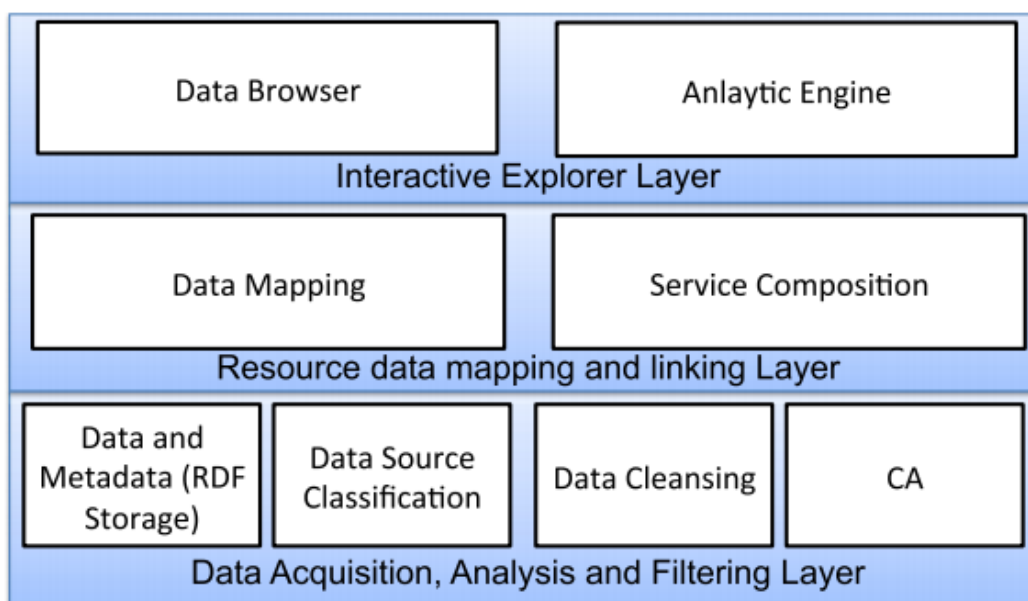 Data Browser
Anlaytic Engine
Interactive Explorer Layer
Data Mapping
Service Composition
Resource data mapping and linking Layer
Data and
Metadata (RDF
Storage)
Data Source
Classification
Data Cleansing
CA
Data Acquisition, Analysis and Filtering Layer